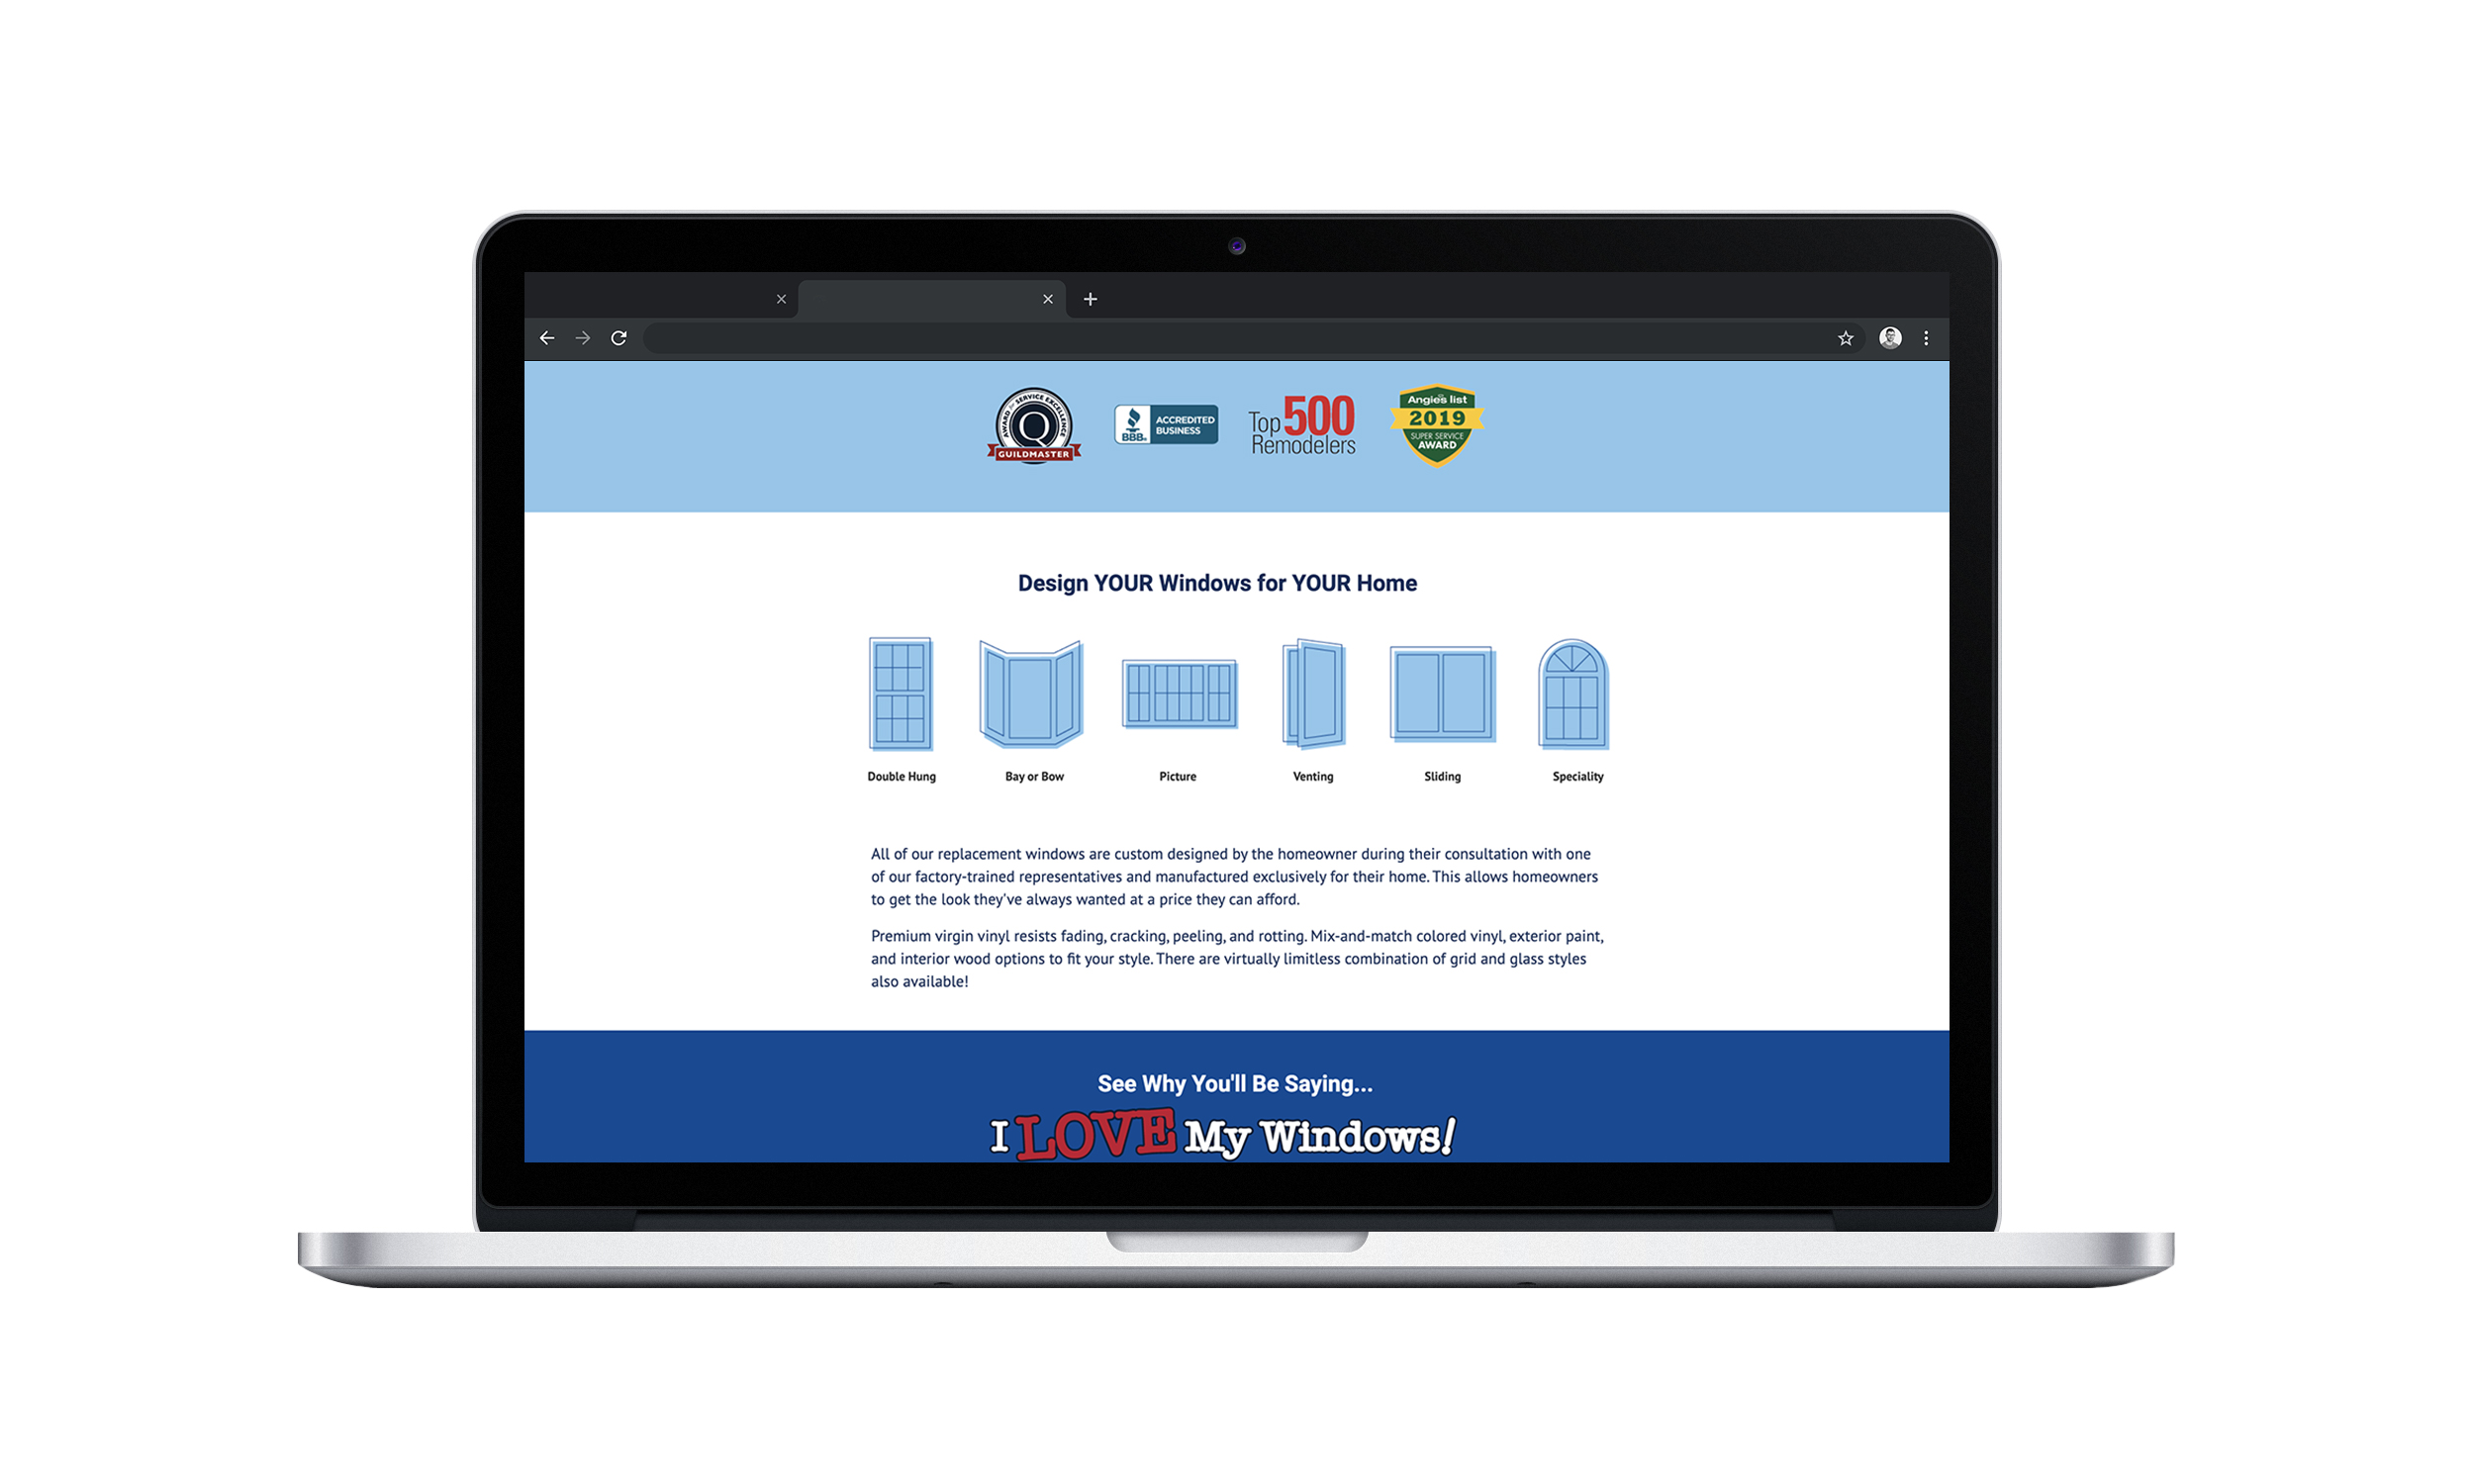 AWARD for SERVICE EXCELLENCE
Q
GUILDMASTER
BBB.
ACCREDITED
BUSINESS
Top 500
Remodelers
Angie's list
2019
SUPER SERVICE
AWARD
Design YOUR Windows for YOUR Home
Double Hung
Bay or Bow
Picture
Venting
Sliding
Speciality
All of our replacement windows are custom designed by the homeowner during their consultation with one
of our factory-trained representatives and manufactured exclusively for their home. This allows homeowners
to get the look they've always wanted at a price they can afford.
Premium virgin vinyl resists fading, cracking, peeling, and rotting. Mix-and-match colored vinyl, exterior paint,
and interior wood options to fit your style. There are virtually limitless combination of grid and glass styles
also available!
See Why You'll Be Saying...
I LOVE My Windows!